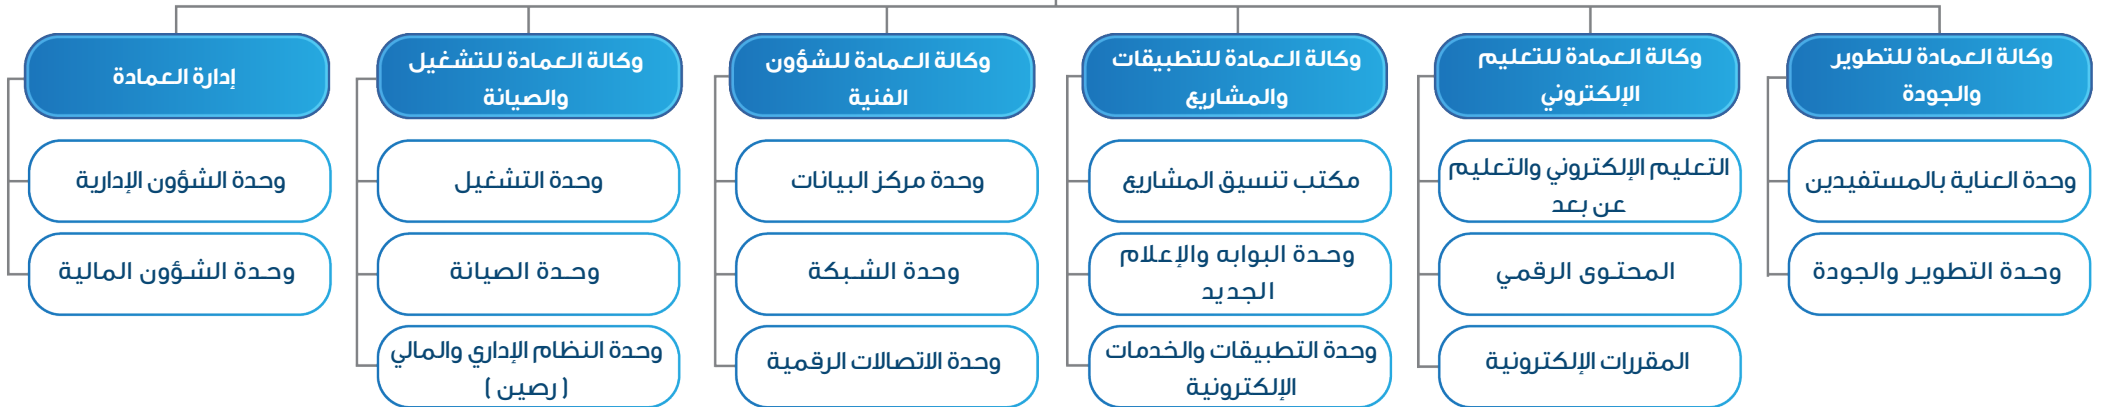 وكالة العمادة للتطوير
والجودة
وحدة العناية بالمستفيدين
وحدة التطوير والجودة
وكالة العمادة للتعليم
الإلكتروني
التعليم الإلكتروني والتعليم
عن بعد
المحتوى الرقمي
المقررات الإلكترونية
وكالة العمادة للتطبيقات
والمشاريع
مكتب تنسيق المشاريع
وحدة البوابه والإعلام
الجديد
وحدة التطبيقات والخدمات
الإلكترونية
وكالة العمادة للشؤون
الفنية
وحدة مركز البيانات
وحدة الشبكة
وحدة الاتصالات الرقمية
وكالة العمادة للتشغيل
والصيانة
وحدة التشغيل
وحدة الصيانة
وحدة النظام الإداري والمالي
( رصين )
إدارة العمادة
وحدة الشؤون الإدارية
وحدة الشؤون المالية